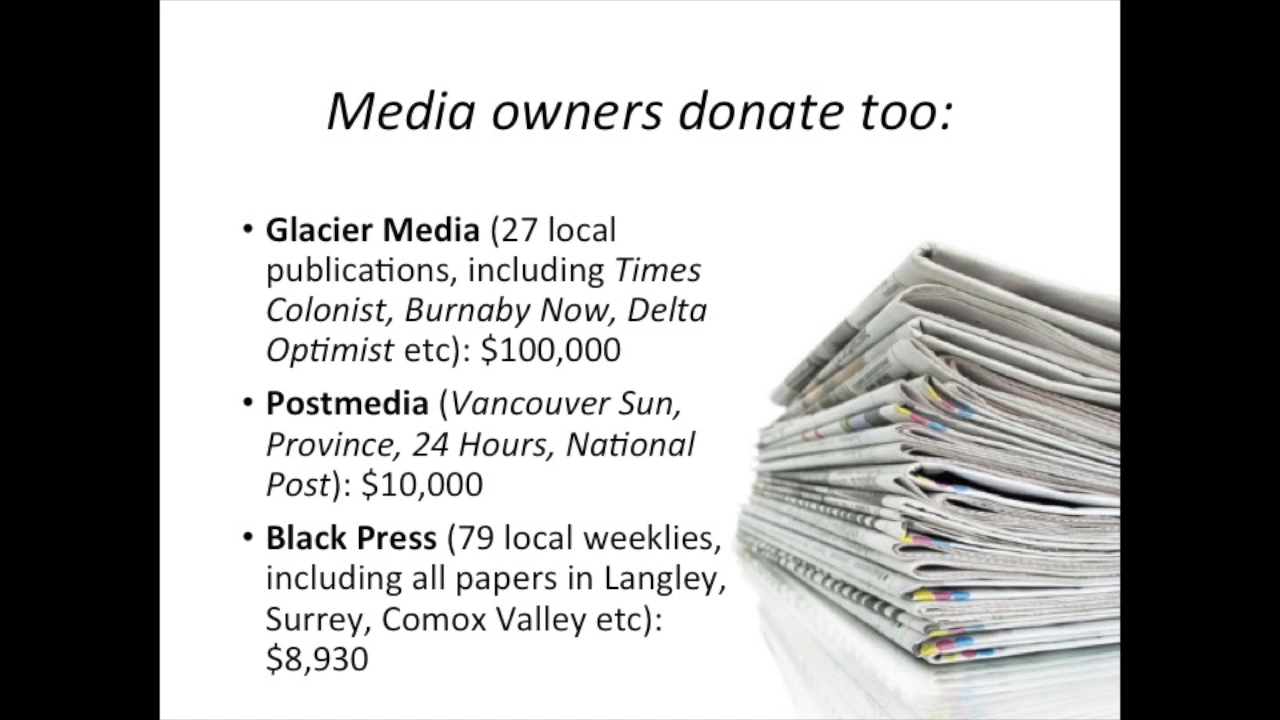 Media owners donate too:
• Glacier Media (27 local
publications, including Times
Colonist, Burnaby Now, Delta
Optimist etc): $100,000
• Postmedia (Vancouver Sun,
Province, 24 Hours, National
Post): $10,000
• Black Press (79 local weeklies,
including all papers in Langley,
Surrey, Comox Valley etc):
$8,930